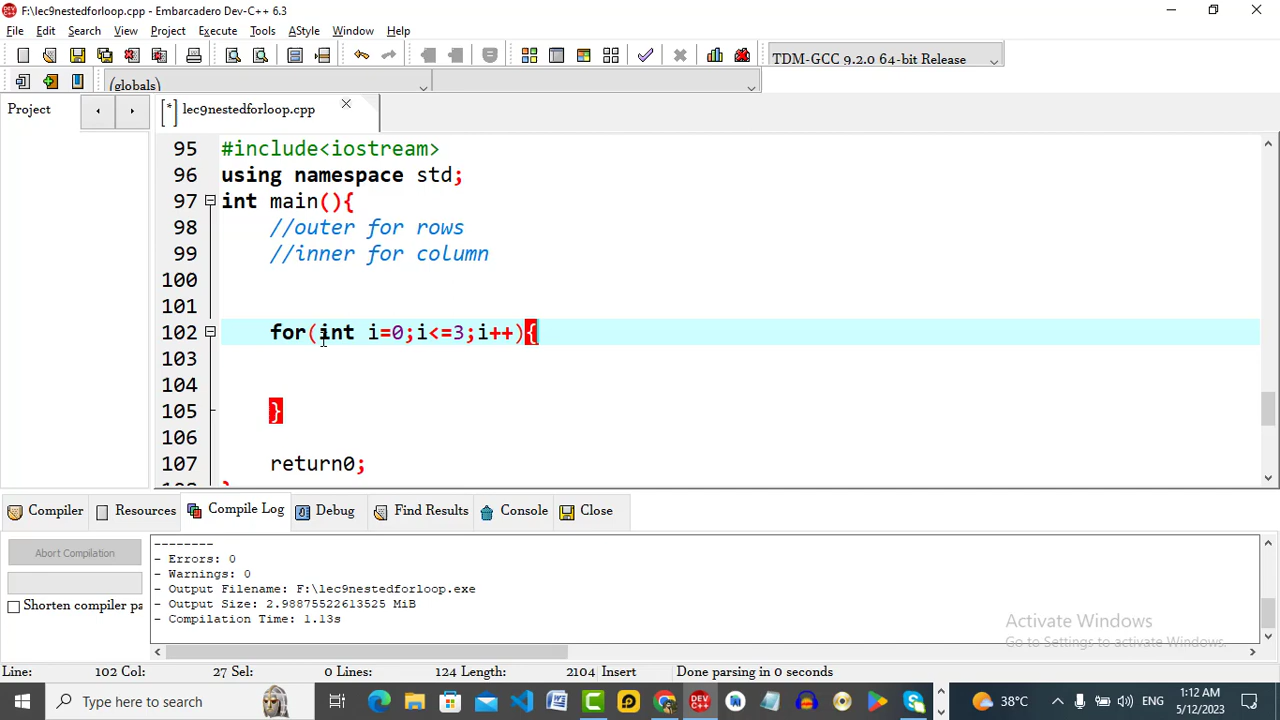 F:\lec9nestedforloop.cpp - Embarcadero Dev-C++ 6.3
File Edit Search View Project Execute Tools AStyle Window Help
TDM-GCC 9.2.0 64-bit Release
(globals)
Project
[*] lec9nestedforloop.cpp
95 #include<iostream>
96 using namespace std;
97 int main(){
98 //outer for rows
99 //inner for column
100
101
102 for(int i=0;i<=3;i++){
103
104
105 }
106
107 return0;
Compiler Resources Compile Log Debug Find Results Console Close
--------
Abort Compilation
- Errors: 0
- Warnings: 0
- Output Filename: F:\lec9nestedforloop.exe
Shorten compiler pa
- Output Size: 2.98875522613525 MiB
- Compilation Time: 1.13s
Activate Windows
Go to Settings to activate Windows.
Line: 102 Col: 27 Sel: 0 Lines: 124 Length: 2104 Insert Done parsing in 0 seconds
Type here to search
DEV C++
38°C
ENG
1:12 AM
5/12/2023